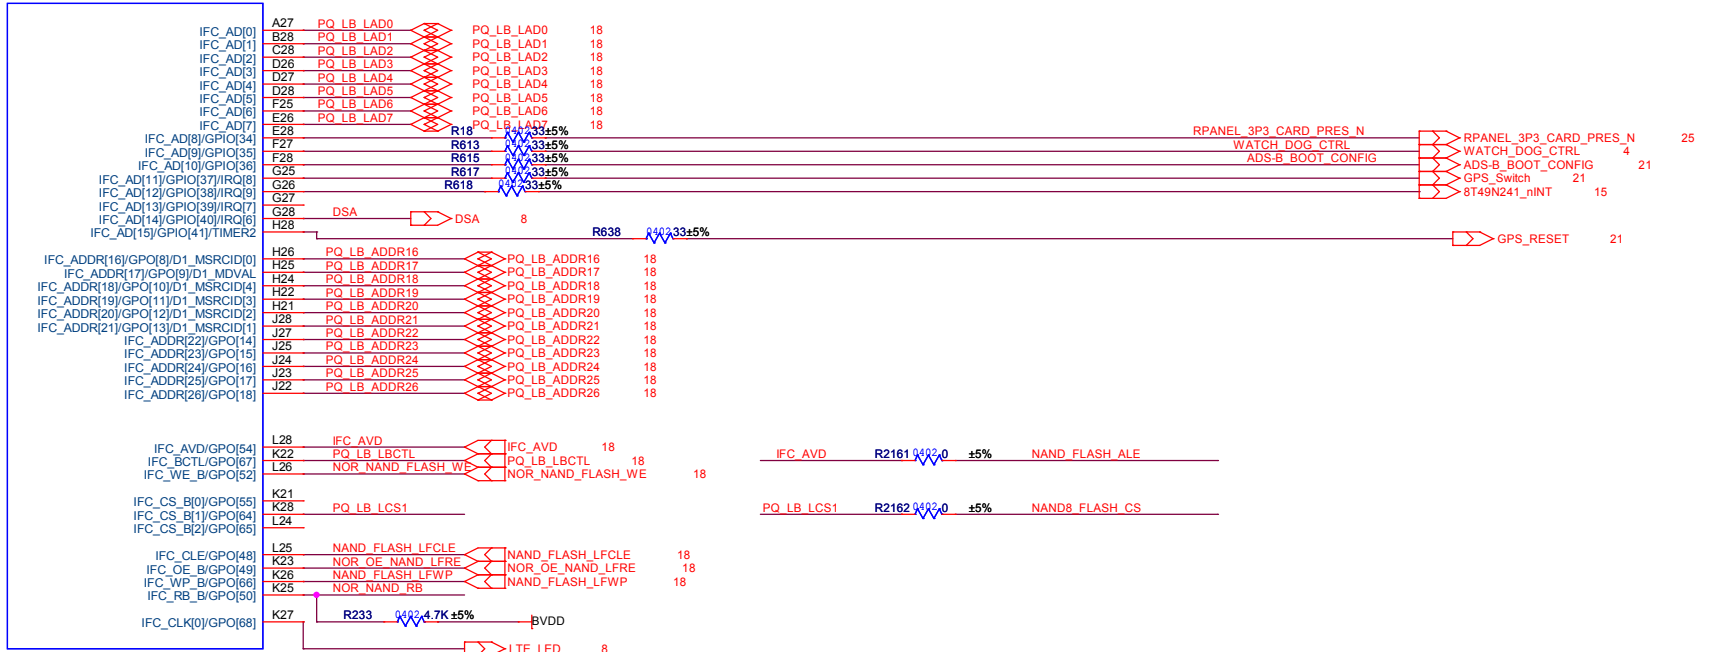 IFC_AD[0] A27 PQ_LB_LAD0 PQ_LB_LAD0 18
IFC_AD[1] B28 PQ_LB_LAD1 PQ_LB_LAD1 18
IFC_AD[2] C28 PQ_LB_LAD2 PQ_LB_LAD2 18
IFC_AD[3] D26 PQ_LB_LAD3 PQ_LB_LAD3 18
IFC_AD[4] D27 PQ_LB_LAD4 PQ_LB_LAD4 18
IFC_AD[5] D28 PQ_LB_LAD5 PQ_LB_LAD5 18
IFC_AD[6] F25 PQ_LB_LAD6 PQ_LB_LAD6 18
IFC_AD[7] E26 PQ_LB_LAD7 PQ_LB_LAD7 18
IFC_AD[8]/GPIO[34] E28 R18 0402 33±5% RPANEL_3P3_CARD_PRES_N RPANEL_3P3_CARD_PRES_N 25
IFC_AD[9]/GPIO[35] F27 R613 0402 33±5% WATCH_DOG_CTRL WATCH_DOG_CTRL 4
IFC_AD[10]/GPIO[36] F28 R615 0402 33±5% ADS-B_BOOT_CONFIG ADS-B_BOOT_CONFIG 21
IFC_AD[11]/GPIO[37]/IRQ[8] G25 R617 0402 33±5% GPS_Switch 21
IFC_AD[12]/GPIO[38]/IRQ[9] G26 R618 0402 33±5% 8T49N241_nINT 15
IFC_AD[13]/GPIO[39]/IRQ[7] G27
IFC_AD[14]/GPIO[40]/IRQ[6] G28 DSA DSA 8
IFC_AD[15]/GPIO[41]/TIMER2 H28 R638 0402 33±5% GPS_RESET 21
IFC_ADDR[16]/GPO[8]/D1_MSRCID[0] H26 PQ_LB_ADDR16 PQ_LB_ADDR16 18
IFC_ADDR[17]/GPO[9]/D1_MDVAL H25 PQ_LB_ADDR17 PQ_LB_ADDR17 18
IFC_ADDR[18]/GPO[10]/D1_MSRCID[4] H24 PQ_LB_ADDR18 PQ_LB_ADDR18 18
IFC_ADDR[19]/GPO[11]/D1_MSRCID[3] H22 PQ_LB_ADDR19 PQ_LB_ADDR19 18
IFC_ADDR[20]/GPO[12]/D1_MSRCID[2] H21 PQ_LB_ADDR20 PQ_LB_ADDR20 18
IFC_ADDR[21]/GPO[13]/D1_MSRCID[1] J28 PQ_LB_ADDR21 PQ_LB_ADDR21 18
IFC_ADDR[22]/GPO[14] J27 PQ_LB_ADDR22 PQ_LB_ADDR22 18
IFC_ADDR[23]/GPO[15] J25 PQ_LB_ADDR23 PQ_LB_ADDR23 18
IFC_ADDR[24]/GPO[16] J24 PQ_LB_ADDR24 PQ_LB_ADDR24 18
IFC_ADDR[25]/GPO[17] J23 PQ_LB_ADDR25 PQ_LB_ADDR25 18
IFC_ADDR[26]/GPO[18] J22 PQ_LB_ADDR26 PQ_LB_ADDR26 18
IFC_AVD/GPO[54] L28 IFC_AVD IFC_AVD 18
IFC_BCTL/GPO[67] K22 PQ_LB_LBCTL PQ_LB_LBCTL 18 IFC_AVD R2161 0402 0 ±5% NAND_FLASH_ALE
IFC_WE_B/GPO[52] L26 NOR_NAND_FLASH_WE NOR_NAND_FLASH_WE 18
IFC_CS_B[0]/GPO[55] K21
IFC_CS_B[1]/GPO[64] K28 PQ_LB_LCS1 PQ_LB_LCS1 R2162 0402 0 ±5% NAND8_FLASH_CS
IFC_CS_B[2]/GPO[65] L24
IFC_CLE/GPO[48] L25 NAND_FLASH_LFCLE NAND_FLASH_LFCLE 18
IFC_OE_B/GPO[49] K23 NOR_OE_NAND_LFRE NOR_OE_NAND_LFRE 18
IFC_WP_B/GPO[66] K26 NAND_FLASH_LFWP NAND_FLASH_LFWP 18
IFC_RB_B/GPO[50] K25 NOR_NAND_RB
IFC_CLK[0]/GPO[68] K27 R233 0402 4.7K ±5% BVDD
LTE_LED 8